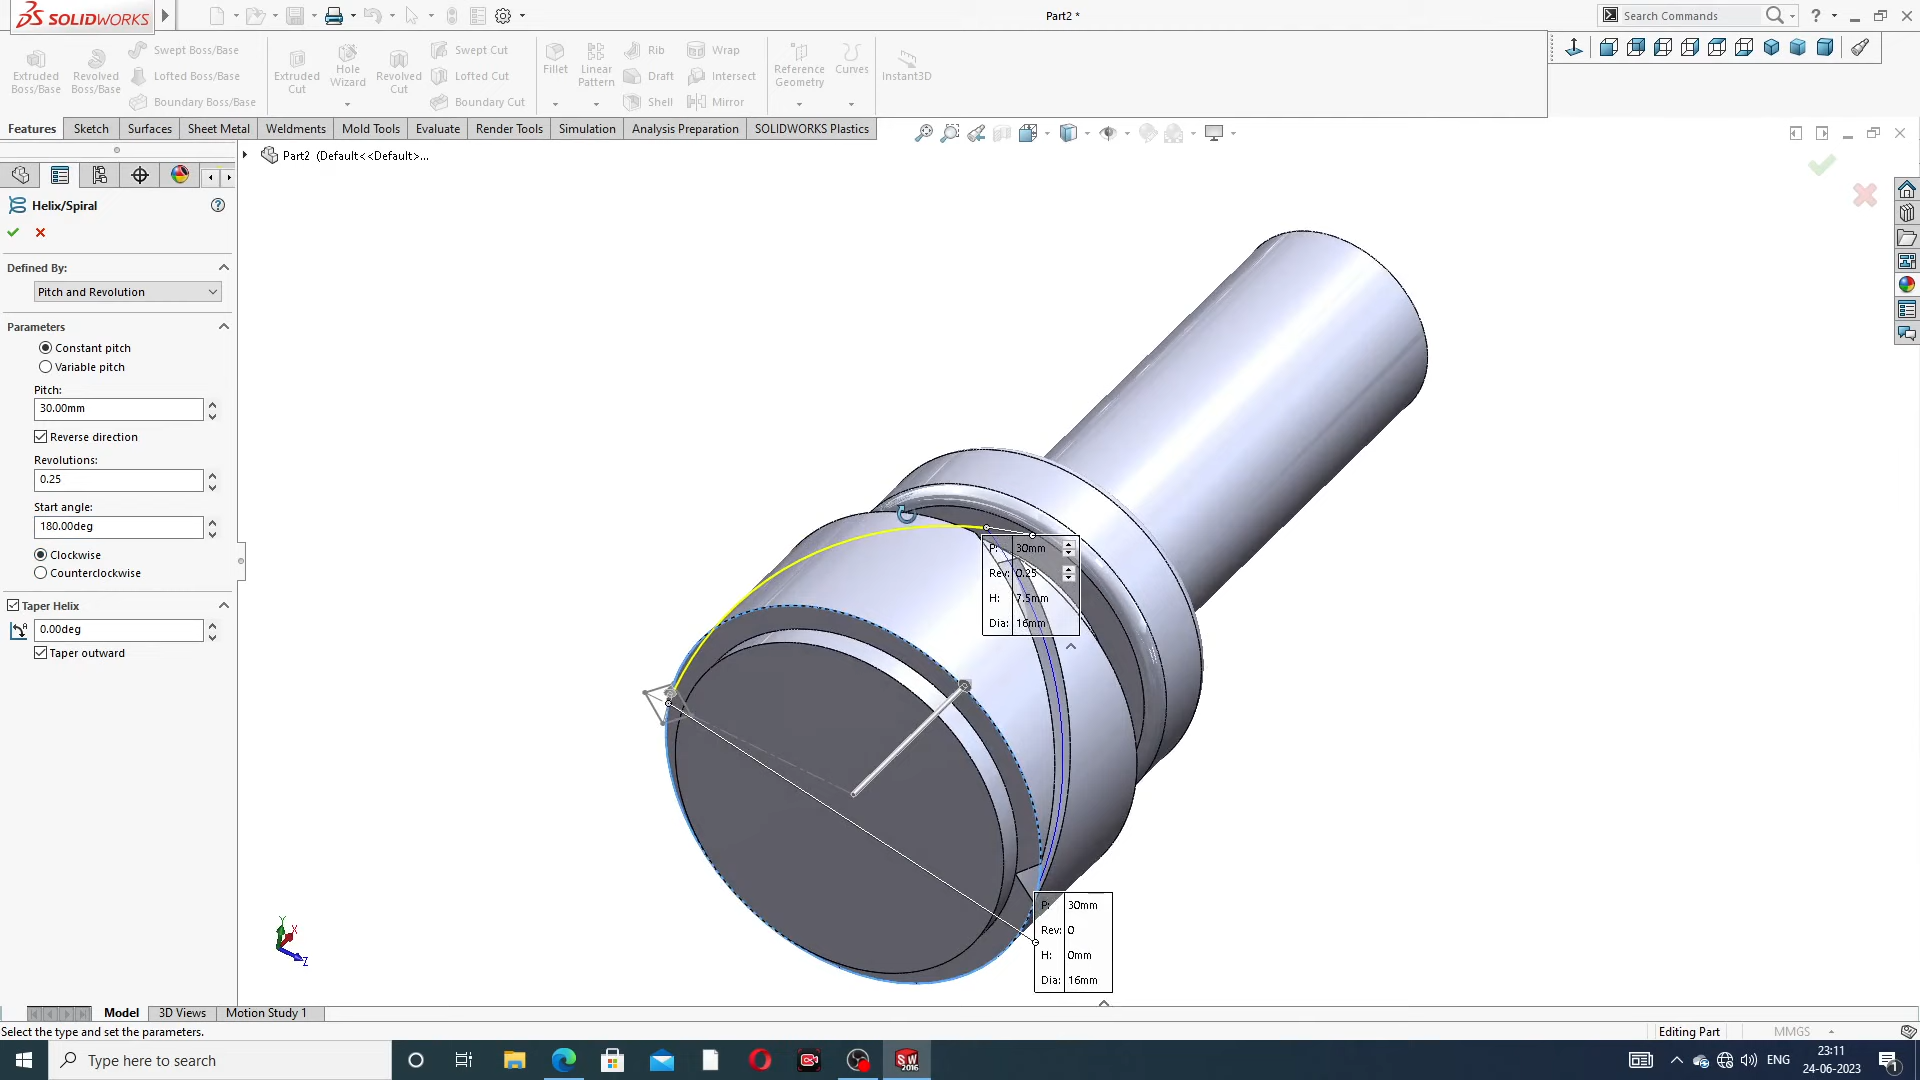 SOLIDWORKS
Part2 *
Search Commands
Extruded Boss/Base
Revolved Boss/Base
Swept Boss/Base
Lofted Boss/Base
Boundary Boss/Base
Extruded Cut
Hole Wizard
Revolved Cut
Swept Cut
Lofted Cut
Boundary Cut
Fillet
Linear Pattern
Rib
Draft
Shell
Wrap
Intersect
Mirror
Reference Geometry
Curves
Instant3D
Features
Sketch
Surfaces
Sheet Metal
Weldments
Mold Tools
Evaluate
Render Tools
Simulation
Analysis Preparation
SOLIDWORKS Plastics
Part2 (Default<<Default>...
Helix/Spiral
Defined By:
Pitch and Revolution
Parameters
Constant pitch
Variable pitch
Pitch:
30.00mm
Reverse direction
Revolutions:
0.25
Start angle:
180.00deg
Clockwise
Counterclockwise
Taper Helix
0.00deg
Taper outward
P: 30mm
Rev: 0.25
H: 7.5mm
Dia: 16mm
P: 30mm
Rev: 0
H: 0mm
Dia: 16mm
Y
X
Z
Model
3D Views
Motion Study 1
Select the type and set the parameters.
Editing Part
MMGS
Type here to search
SW
2016
ENG
23:11
24-06-2023
1